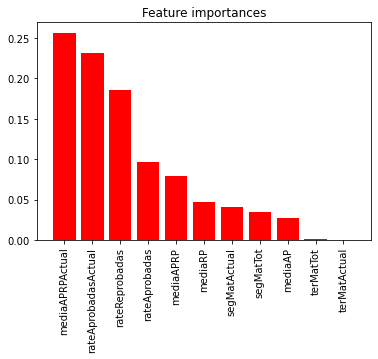 Feature importances
0.25
0.20
0.15
0.10
0.05
0.00
mediaAPRPActual
rateAprobadasActual
rateReprobadas
rateAprobadas
mediaAPRP
mediaRP
segMatActual
segMatTot
mediaAP
terMatTot
terMatActual